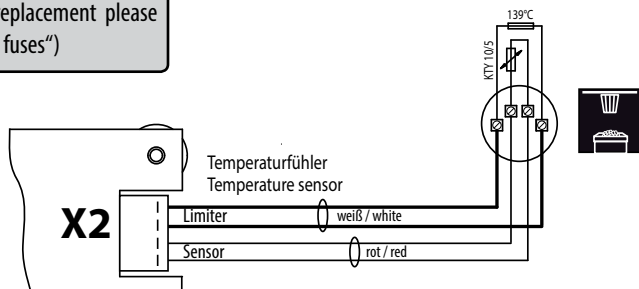 eplacement please
fuses“)
139°C
KTY 10/5
Temperaturfühler
Temperature sensor
X2
Limiter
weiß / white
Sensor
rot / red